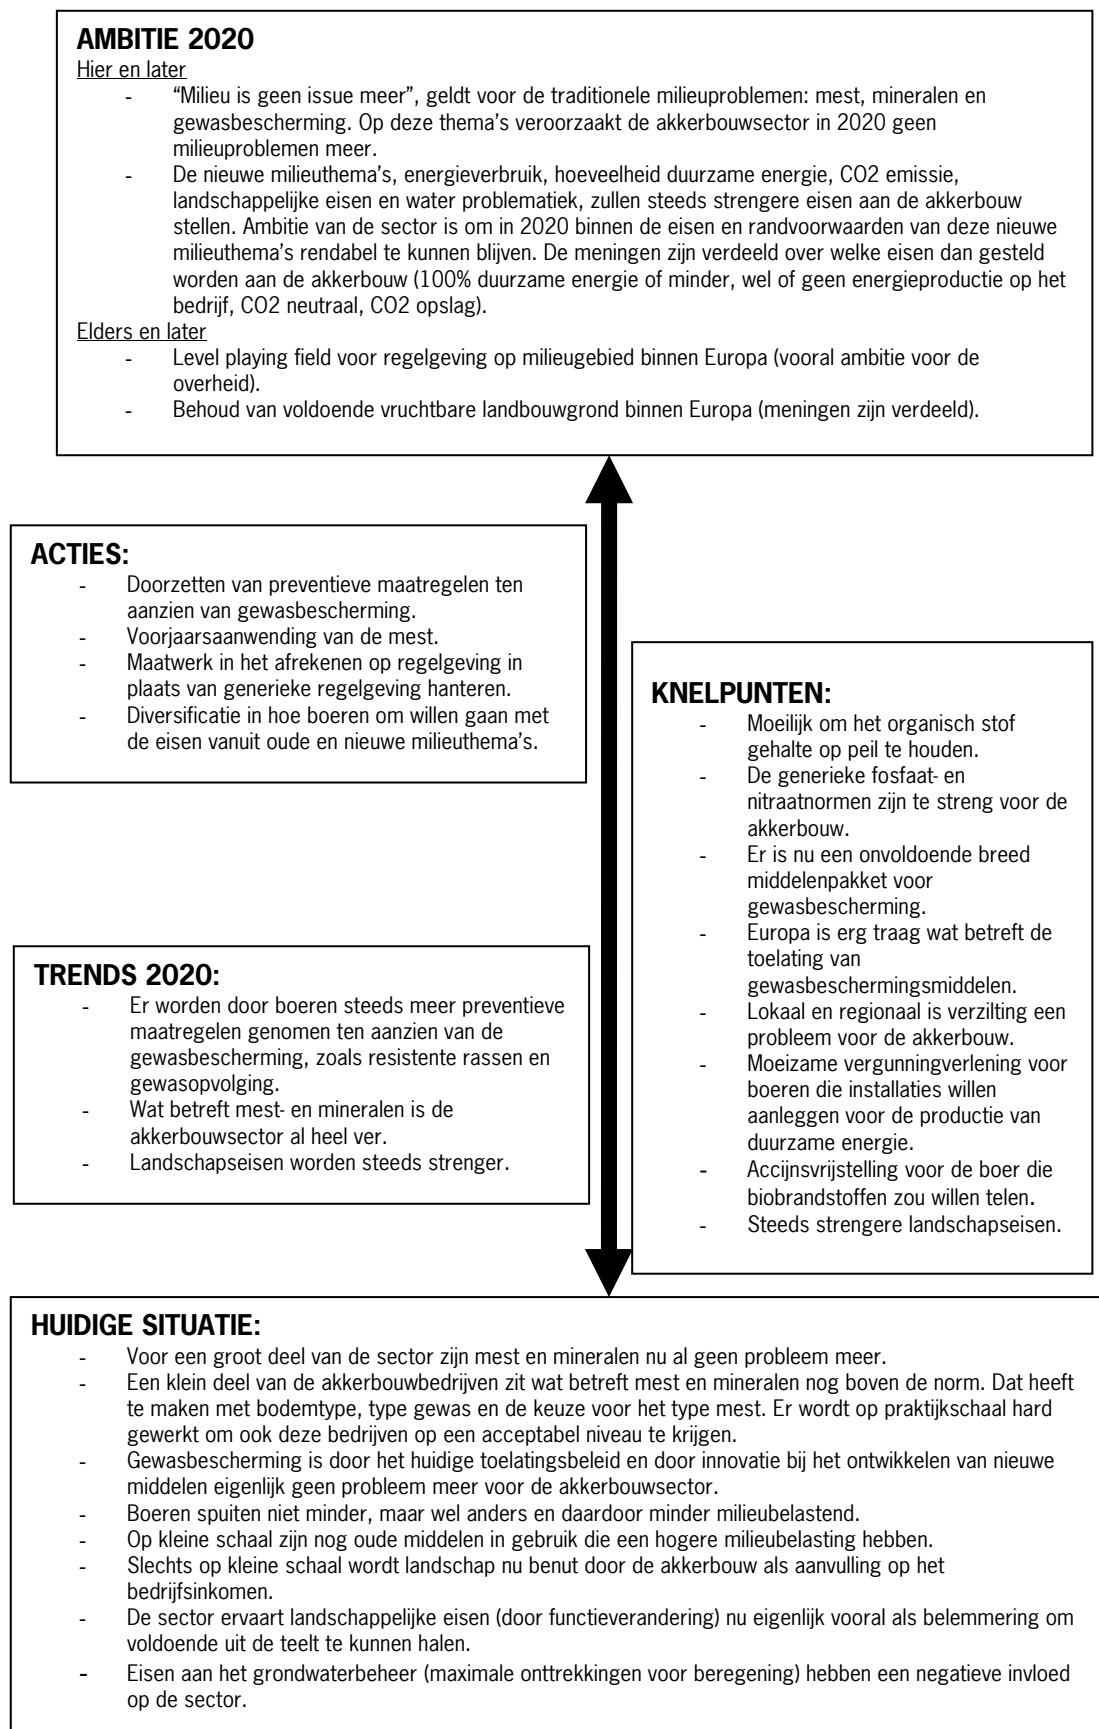 AMBITIE 2020
Hier en later
- “Milieu is geen issue meer”, geldt voor de traditionele milieuproblemen: mest, mineralen en
gewasbescherming. Op deze thema’s veroorzaakt de akkerbouwsector in 2020 geen
milieuproblemen meer.
- De nieuwe milieuthema’s, energieverbruik, hoeveelheid duurzame energie, CO2 emissie,
landschappelijke eisen en water problematiek, zullen steeds strengere eisen aan de akkerbouw
stellen. Ambitie van de sector is om in 2020 binnen de eisen en randvoorwaarden van deze nieuwe
milieuthema’s rendabel te kunnen blijven. De meningen zijn verdeeld over welke eisen dan gesteld
worden aan de akkerbouw (100% duurzame energie of minder, wel of geen energieproductie op het
bedrijf, CO2 neutraal, CO2 opslag).
Elders en later
- Level playing field voor regelgeving op milieugebied binnen Europa (vooral ambitie voor de
overheid).
- Behoud van voldoende vruchtbare landbouwgrond binnen Europa (meningen zijn verdeeld).
ACTIES:
- Doorzetten van preventieve maatregelen ten
aanzien van gewasbescherming.
- Voorjaarsaanwending van de mest.
- Maatwerk in het afrekenen op regelgeving in
plaats van generieke regelgeving hanteren.
- Diversificatie in hoe boeren om willen gaan met
de eisen vanuit oude en nieuwe milieuthema’s.
KNELPUNTEN:
- Moeilijk om het organisch stof
gehalte op peil te houden.
- De generieke fosfaat- en
nitraatnormen zijn te streng voor de
akkerbouw.
- Er is nu een onvoldoende breed
middelenpakket voor
gewasbescherming.
- Europa is erg traag wat betreft de
toelating van
gewasbeschermingsmiddelen.
- Lokaal en regionaal is verzilting een
probleem voor de akkerbouw.
- Moeizame vergunningverlening voor
boeren die installaties willen
aanleggen voor de productie van
duurzame energie.
- Accijnsvrijstelling voor de boer die
biobrandstoffen zou willen telen.
- Steeds strengere landschapseisen.
TRENDS 2020:
- Er worden door boeren steeds meer preventieve
maatregelen genomen ten aanzien van de
gewasbescherming, zoals resistente rassen en
gewasopvolging.
- Wat betreft mest- en mineralen is de
akkerbouwsector al heel ver.
- Landschapseisen worden steeds strenger.
HUIDIGE SITUATIE:
- Voor een groot deel van de sector zijn mest en mineralen nu al geen probleem meer.
- Een klein deel van de akkerbouwbedrijven zit wat betreft mest en mineralen nog boven de norm. Dat heeft
te maken met bodemtype, type gewas en de keuze voor het type mest. Er wordt op praktijkschaal hard
gewerkt om ook deze bedrijven op een acceptabel niveau te krijgen.
- Gewasbescherming is door het huidige toelatingsbeleid en door innovatie bij het ontwikkelen van nieuwe
middelen eigenlijk geen probleem meer voor de akkerbouwsector.
- Boeren spuiten niet minder, maar wel anders en daardoor minder milieubelastend.
- Op kleine schaal zijn nog oude middelen in gebruik die een hogere milieubelasting hebben.
- Slechts op kleine schaal wordt landschap nu benut door de akkerbouw als aanvulling op het
bedrijfsinkomen.
- De sector ervaart landschappelijke eisen (door functieverandering) nu eigenlijk vooral als belemmering om
voldoende uit de teelt te kunnen halen.
- Eisen aan het grondwaterbeheer (maximale onttrekkingen voor beregening) hebben een negatieve invloed
op de sector.